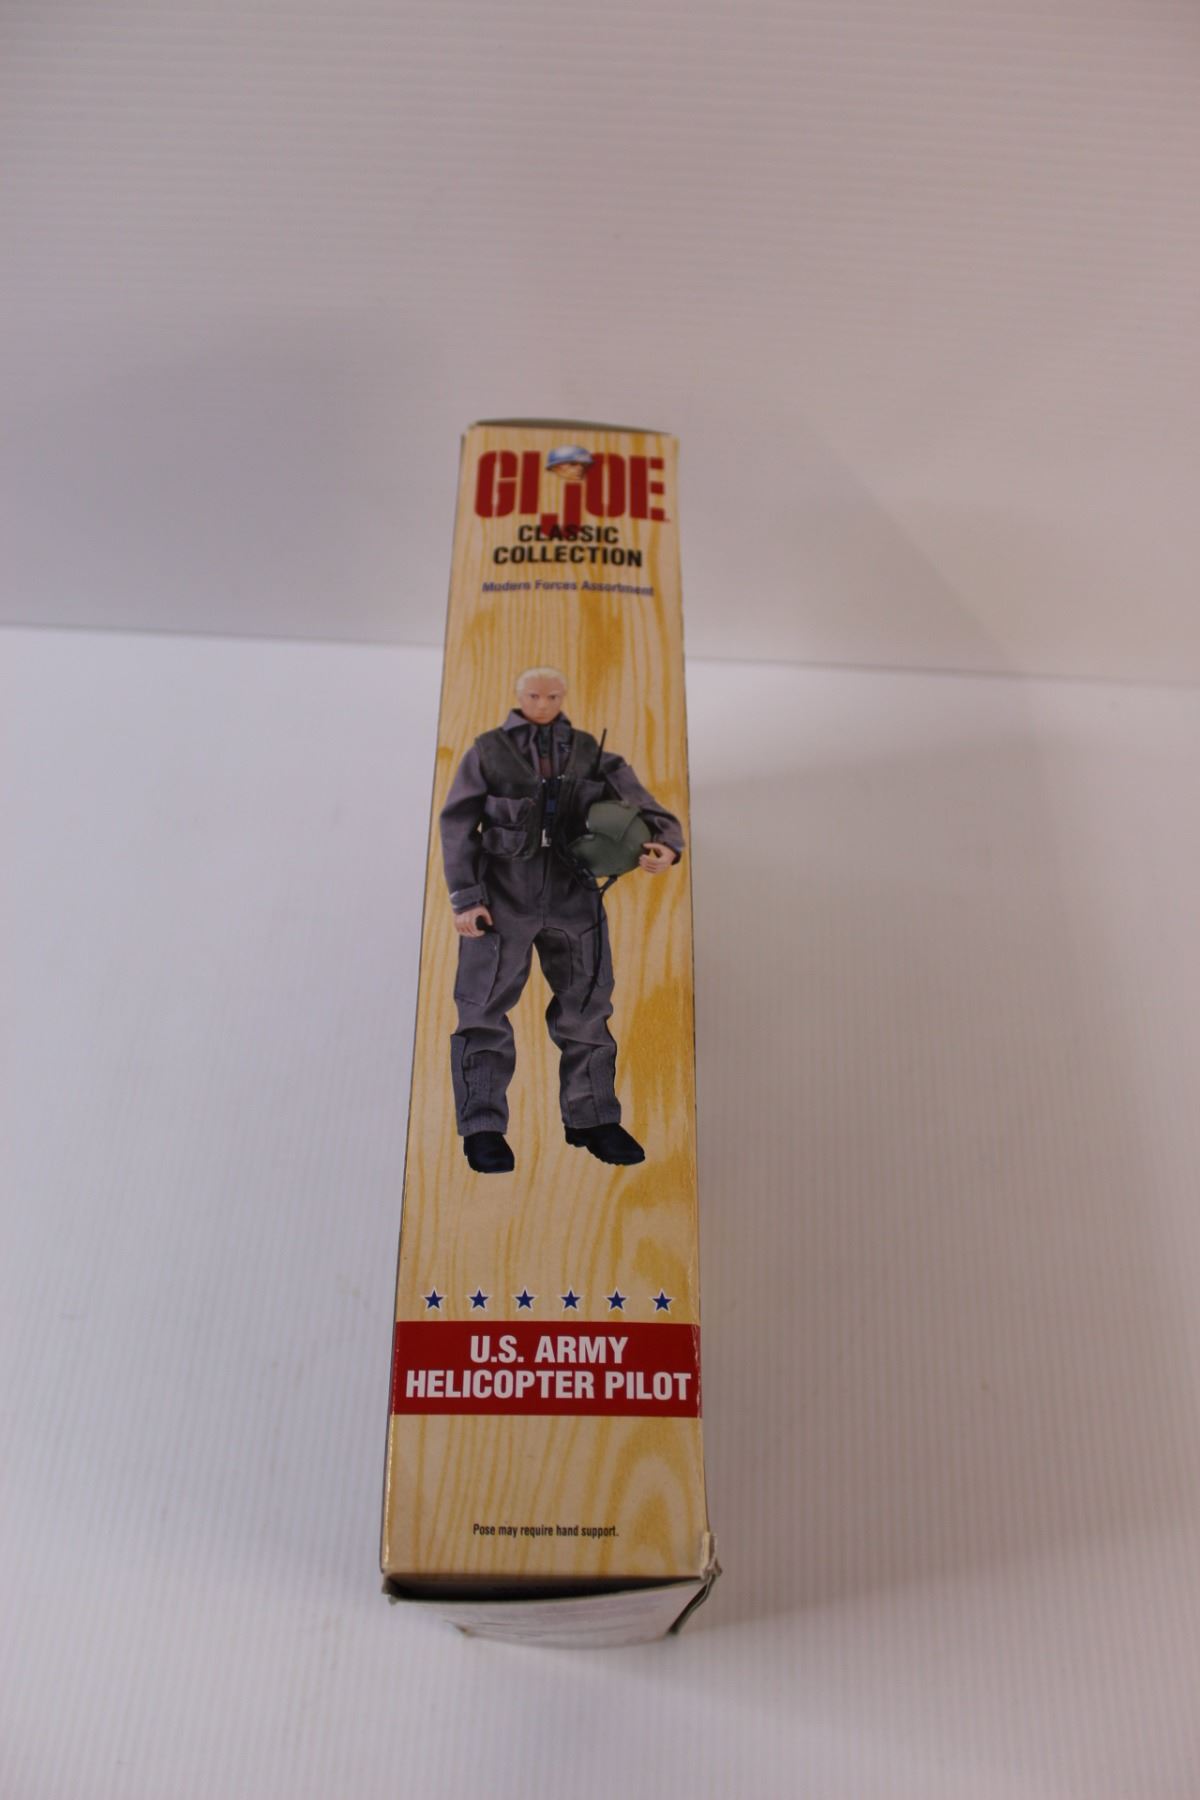 GI JOE
CLASSIC
COLLECTION
Modern Forces Assortment
U.S. ARMY
HELICOPTER PILOT
Pose may require hand support.